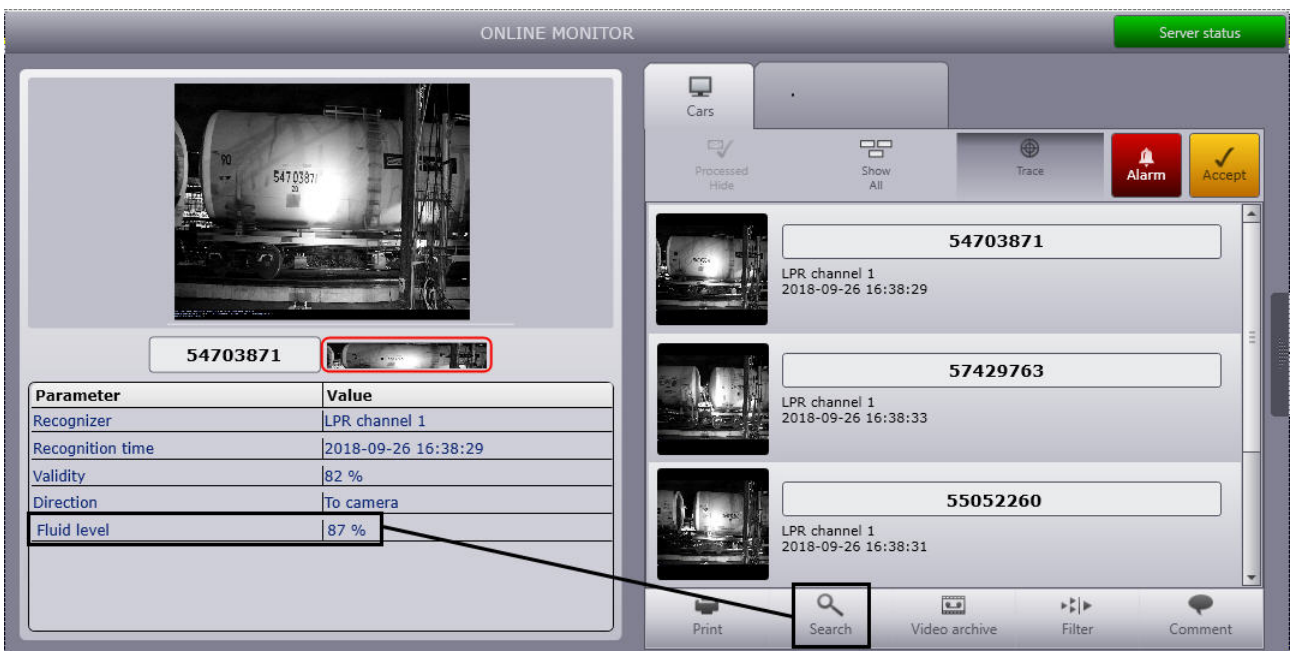 ONLINE MONITOR
Server status
90
54703871
20
54703871
Parameter Value
Recognizer LPR channel 1
Recognition time 2018-09-26 16:38:29
Validity 82 %
Direction To camera
Fluid level 87 %
Cars
.
Processed
Hide
Show
All
Trace
Alarm
Accept
54703871
LPR channel 1
2018-09-26 16:38:29
57429763
LPR channel 1
2018-09-26 16:38:33
55052260
LPR channel 1
2018-09-26 16:38:31
Print
Search
Video archive
Filter
Comment